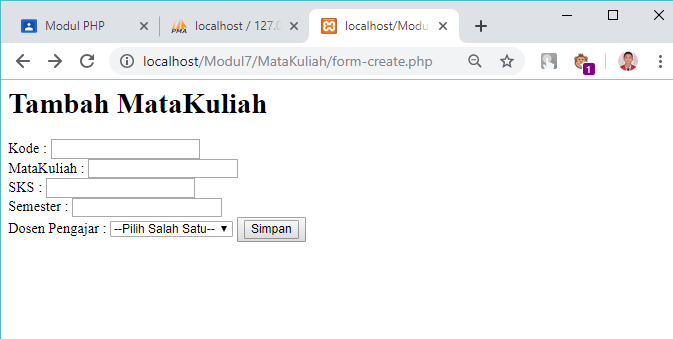 Modul PHP
localhost / 127.0
localhost/Modu
localhost/Modul7/MataKuliah/form-create.php
1
Tambah MataKuliah
Kode :
MataKuliah :
SKS :
Semester :
Dosen Pengajar : --Pilih Salah Satu-- Simpan